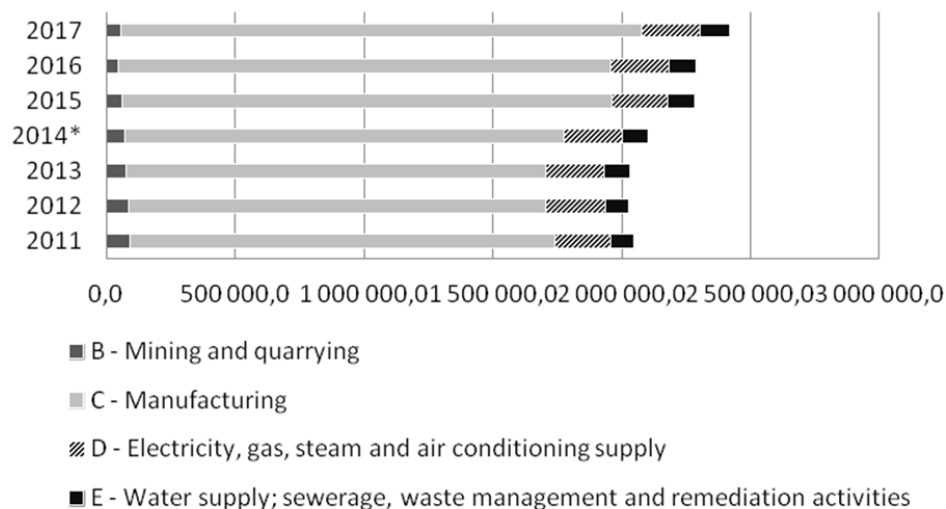 2017
2016
2015
2014*
2013
2012
2011
0,0 500 000,0 1 000 000,0 1 500 000,0 2 000 000,0 2 500 000,0 3 000 000,0
B - Mining and quarrying
C - Manufacturing
D - Electricity, gas, steam and air conditioning supply
E - Water supply; sewerage, waste management and remediation activities